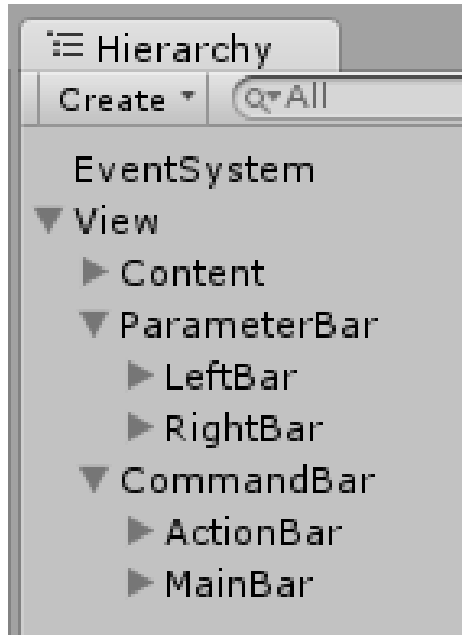 Hierarchy
Create All
EventSystem
View
Content
ParameterBar
LeftBar
RightBar
CommandBar
ActionBar
MainBar